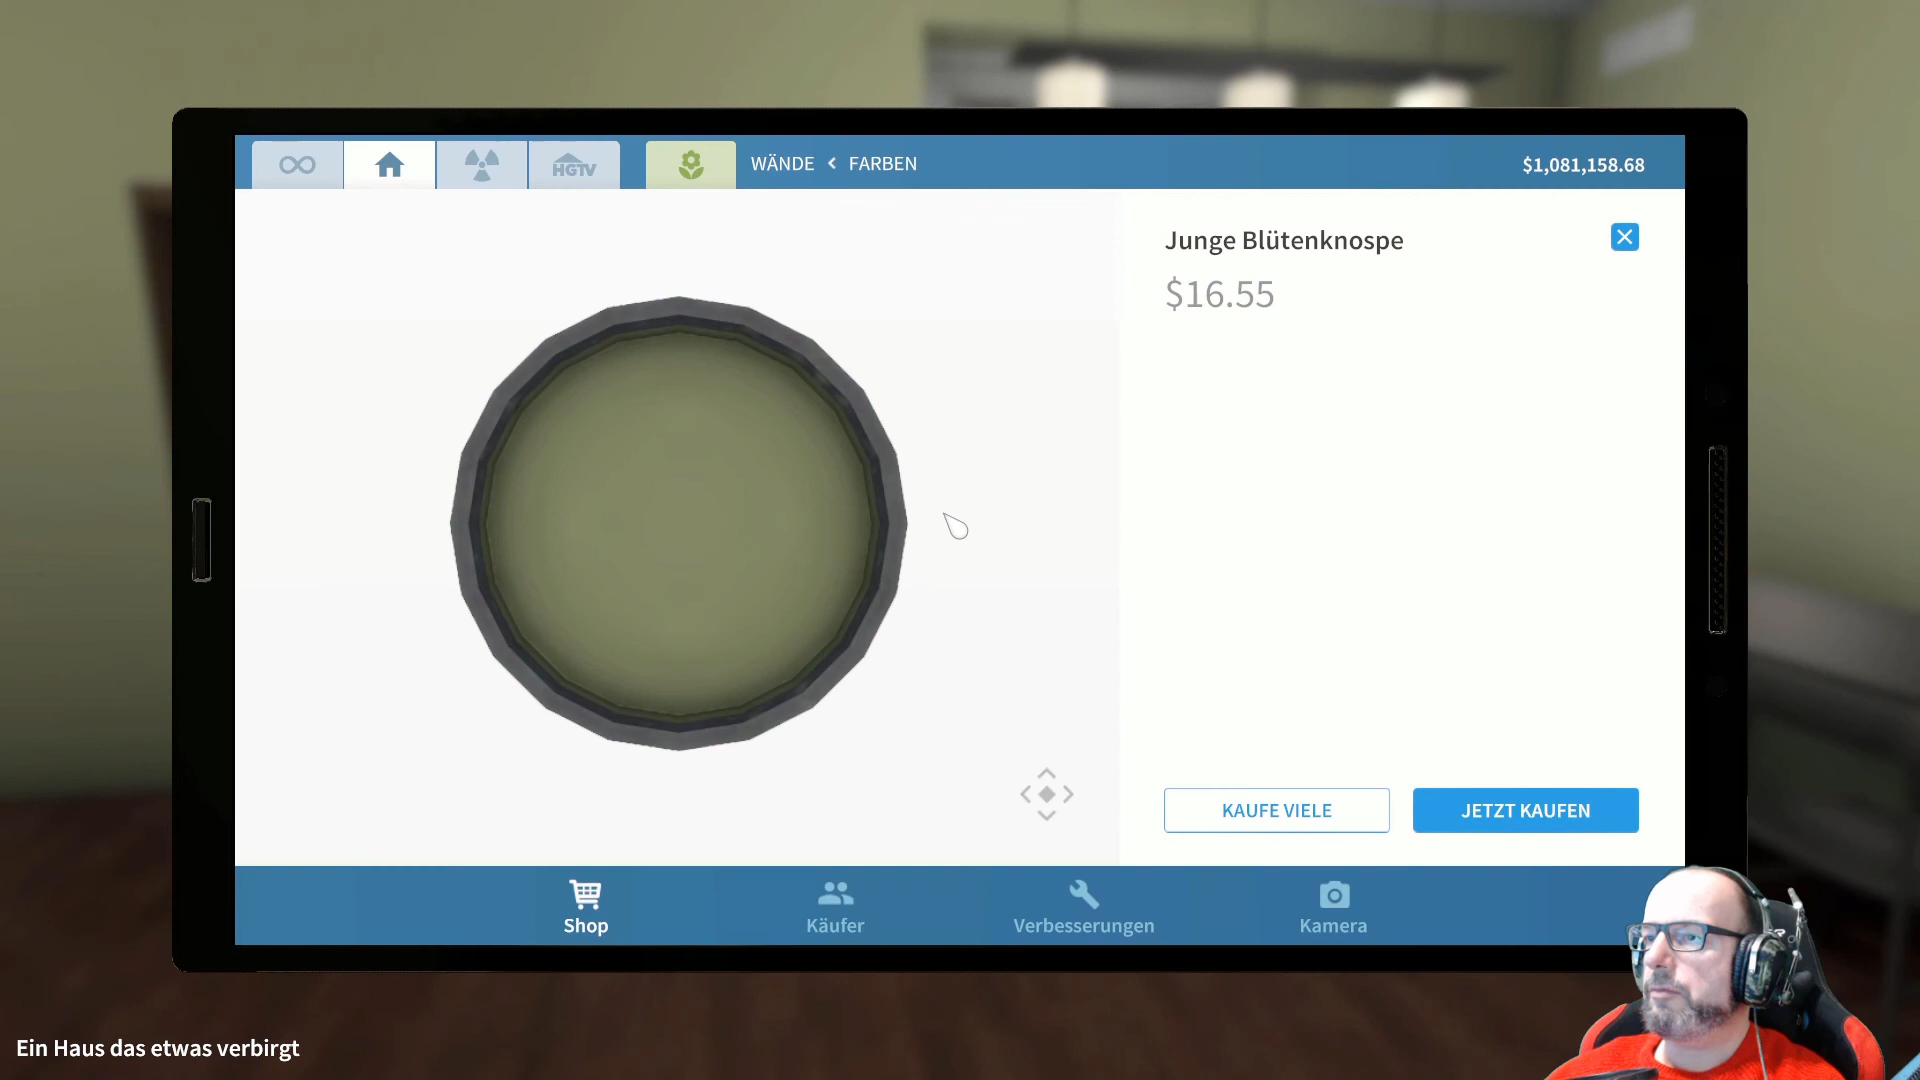 HGTV
WÄNDE < FARBEN
$1,081,158.68
Junge Blütenknospe
$16.55
KAUFE VIELE
JETZT KAUFEN
Shop
Käufer
Verbesserungen
Kamera
Ein Haus das etwas verbirgt